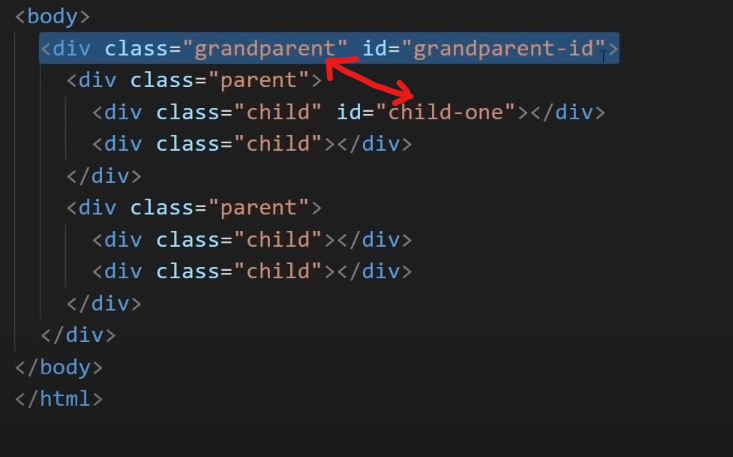 <body>
<div class="grandparent" id="grandparent-id">
<div class="parent">
<div class="child" id="child-one"></div>
<div class="child"></div>
</div>
<div class="parent">
<div class="child"></div>
<div class="child"></div>
</div>
</div>
</body>
</html>